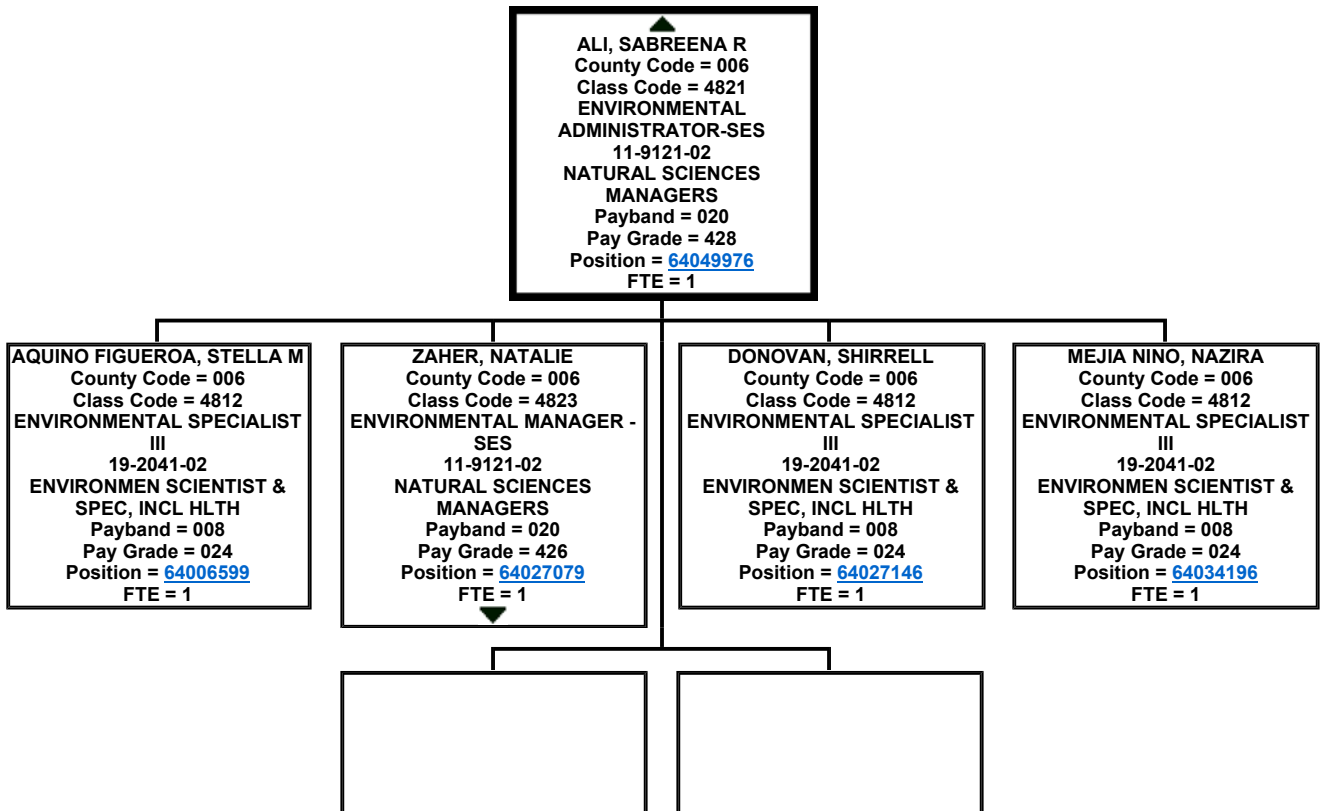 ALI, SABREENA R
County Code = 006
Class Code = 4821
ENVIRONMENTAL
ADMINISTRATOR-SES
11-9121-02
NATURAL SCIENCES
MANAGERS
Payband = 020
Pay Grade = 428
Position = 64049976
FTE = 1
AQUINO FIGUEROA, STELLA M
County Code = 006
Class Code = 4812
ENVIRONMENTAL SPECIALIST
III
19-2041-02
ENVIRONMEN SCIENTIST &
SPEC, INCL HLTH
Payband = 008
Pay Grade = 024
Position = 64006599
FTE = 1
ZAHER, NATALIE
County Code = 006
Class Code = 4823
ENVIRONMENTAL MANAGER -
SES
11-9121-02
NATURAL SCIENCES
MANAGERS
Payband = 020
Pay Grade = 426
Position = 64027079
FTE = 1
DONOVAN, SHIRRELL
County Code = 006
Class Code = 4812
ENVIRONMENTAL SPECIALIST
III
19-2041-02
ENVIRONMEN SCIENTIST &
SPEC, INCL HLTH
Payband = 008
Pay Grade = 024
Position = 64027146
FTE = 1
MEJIA NINO, NAZIRA
County Code = 006
Class Code = 4812
ENVIRONMENTAL SPECIALIST
III
19-2041-02
ENVIRONMEN SCIENTIST &
SPEC, INCL HLTH
Payband = 008
Pay Grade = 024
Position = 64034196
FTE = 1